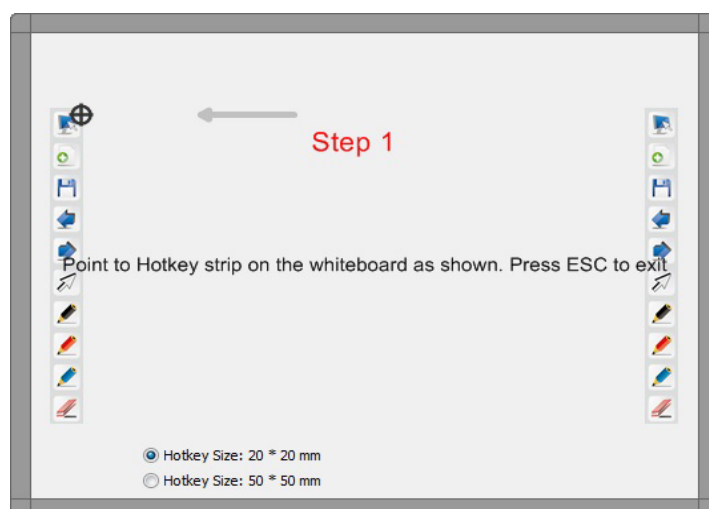 Step 1
Point to Hotkey strip on the whiteboard as shown. Press ESC to exit
Hotkey Size: 20 * 20 mm
Hotkey Size: 50 * 50 mm